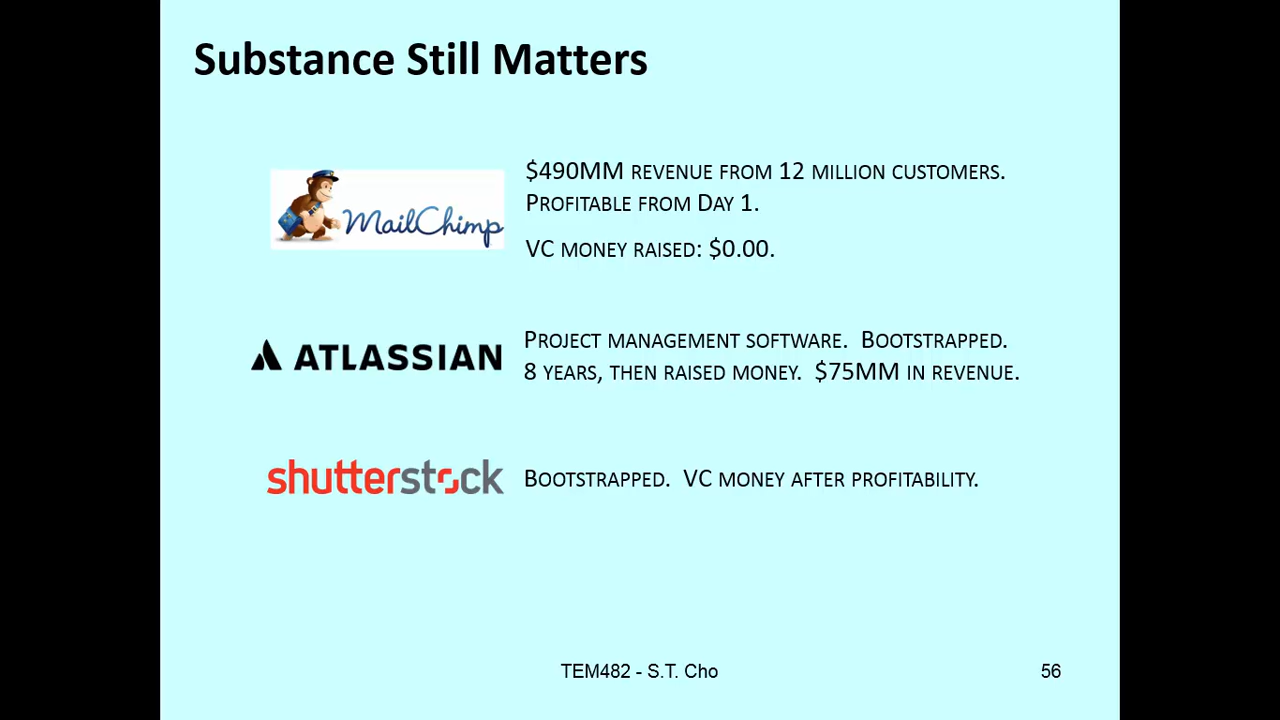 Substance Still Matters
MailChimp
$490MM REVENUE FROM 12 MILLION CUSTOMERS.
PROFITABLE FROM DAY 1.
VC MONEY RAISED: $0.00.
ATLASSIAN
PROJECT MANAGEMENT SOFTWARE.  BOOTSTRAPPED.
8 YEARS, THEN RAISED MONEY.  $75MM IN REVENUE.
shutterstock
BOOTSTRAPPED.  VC MONEY AFTER PROFITABILITY.
TEM482 - S.T. Cho
56